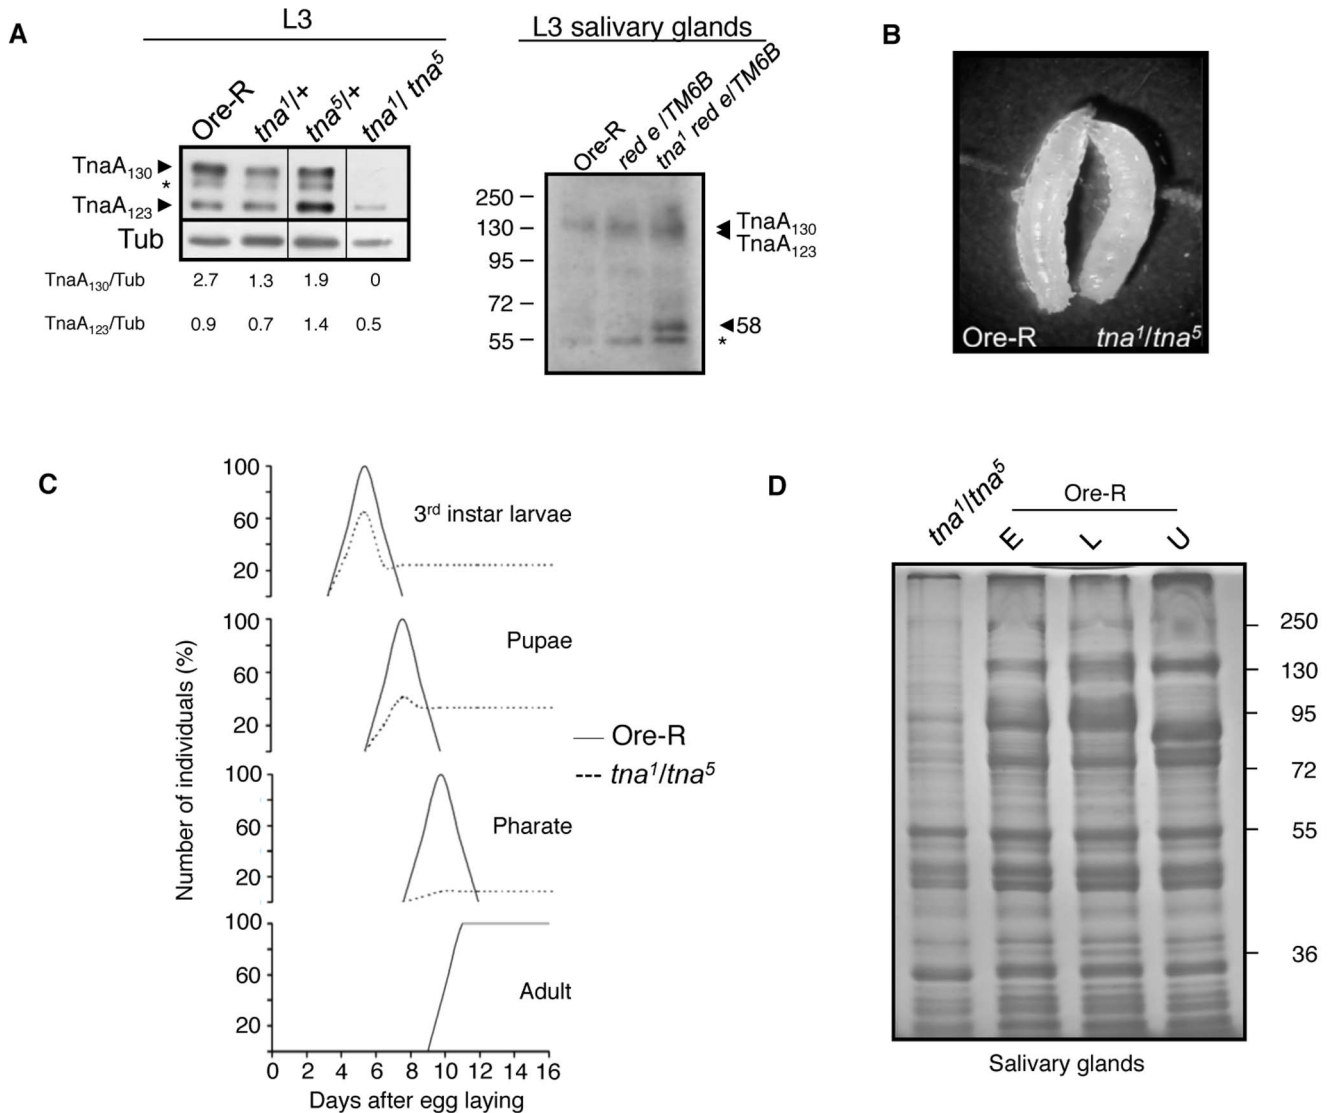 A
L3
Ore-R
tna¹/+
tna⁵/+
tna¹/ tna⁵
TnaA₁₃₀
*
TnaA₁₂₃
Tub
TnaA₁₃₀/Tub 2.7 1.3 1.9 0
TnaA₁₂₃/Tub 0.9 0.7 1.4 0.5
L3 salivary glands
Ore-R
red e /TM6B
tna¹ red e/TM6B
250
130
95
72
55
TnaA₁₃₀
TnaA₁₂₃
58
*
B
Ore-R tna¹/tna⁵
C
Number of individuals (%)
100
60
20
3ʳᵈ instar larvae
100
60
20
Pupae
Ore-R
tna¹/tna⁵
100
60
20
Pharate
100
60
20
Adult
0 2 4 6 8 10 12 14 16
Days after egg laying
D
tna¹/tna⁵
Ore-R
E L U
250
130
95
72
55
36
Salivary glands